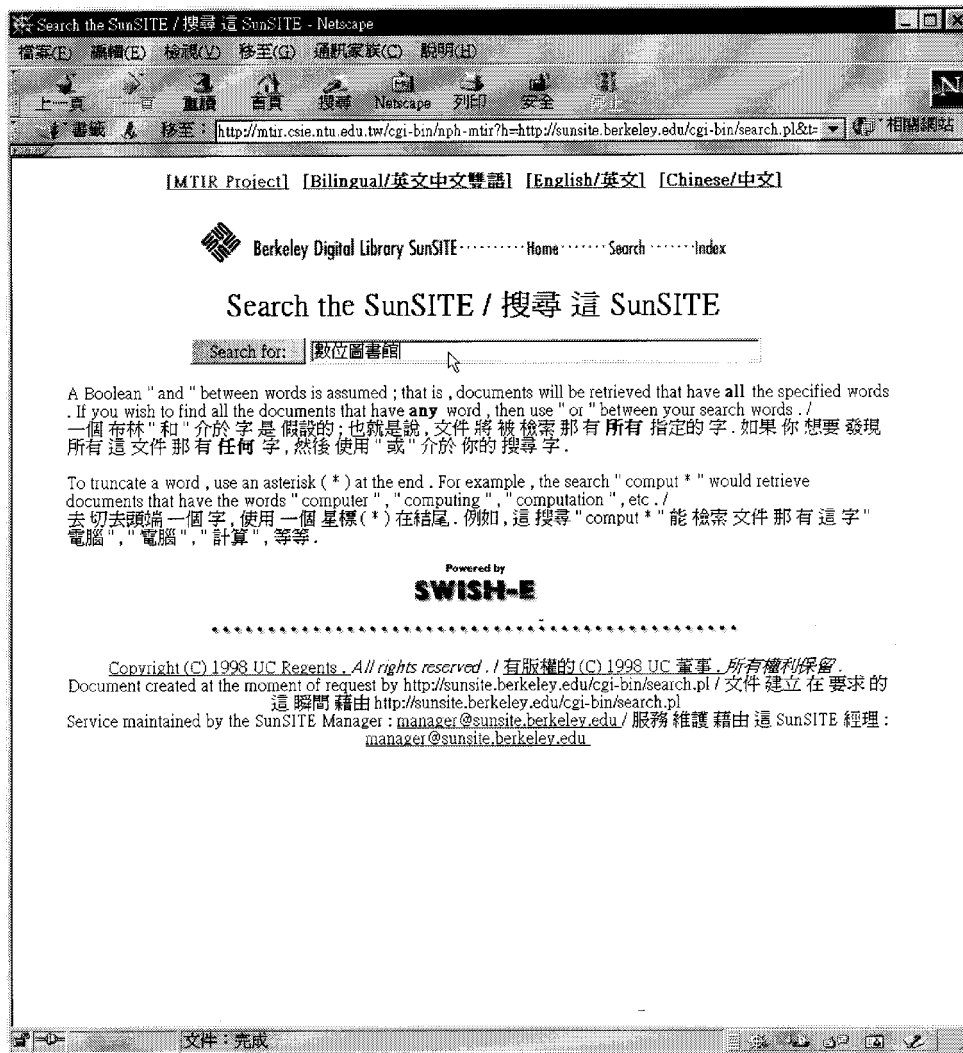 Search the SunSITE / 搜尋 這 SunSITE - Netscape
檔案(F) 編輯(E) 檢視(V) 移至(G) 通訊家族(C) 說明(H)
上一頁 下一頁 重讀 首頁 搜尋 Netscape 列印 安全
書籤 移至: http://mtir.csie.ntu.edu.tw/cgi-bin/nph-mtir?h=http://sunsite.berkeley.edu/cgi-bin/search.pl&t= 相關網站
[MTIR Project] [Bilingual/英文中文雙語] [English/英文] [Chinese/中文]
Berkeley Digital Library SunSITE ·········· Home ······· Search ······· Index
Search the SunSITE / 搜尋 這 SunSITE
Search for: 數位圖書館
A Boolean " and " between words is assumed ; that is , documents will be retrieved that have all the specified words
. If you wish to find all the documents that have any word , then use " or " between your search words . /
一個 布林 " 和 " 介於 字 是 假設的 ; 也就是說 , 文件 將 被 檢索 那 有 所有 指定的 字 . 如果 你 想要 發現
所有 這 文件 那 有 任何 字 , 然後 使用 " 或 " 介於 你的 搜尋 字 .
To truncate a word , use an asterisk ( * ) at the end . For example , the search " comput * " would retrieve
documents that have the words " computer " , " computing " , " computation " , etc . /
去 切去頭端 一個 字 , 使用 一個 星標 ( * ) 在 結尾 . 例如 , 這 搜尋 " comput * " 能 檢索 文件 那 有 這 字 "
電腦 " , " 電腦 " , " 計算 " , 等等 .
Powered by
SWISH-E
Copyright (C) 1998 UC Regents . All rights reserved . / 有版權的 (C) 1998 UC 董事 . 所有權利保留 .
Document created at the moment of request by http://sunsite.berkeley.edu/cgi-bin/search.pl / 文件 建立 在 要求 的
這 瞬間 藉由 http://sunsite.berkeley.edu/cgi-bin/search.pl
Service maintained by the SunSITE Manager : manager@sunsite.berkeley.edu / 服務 維護 藉由 這 SunSITE 經理 :
manager@sunsite.berkeley.edu
文件：完成